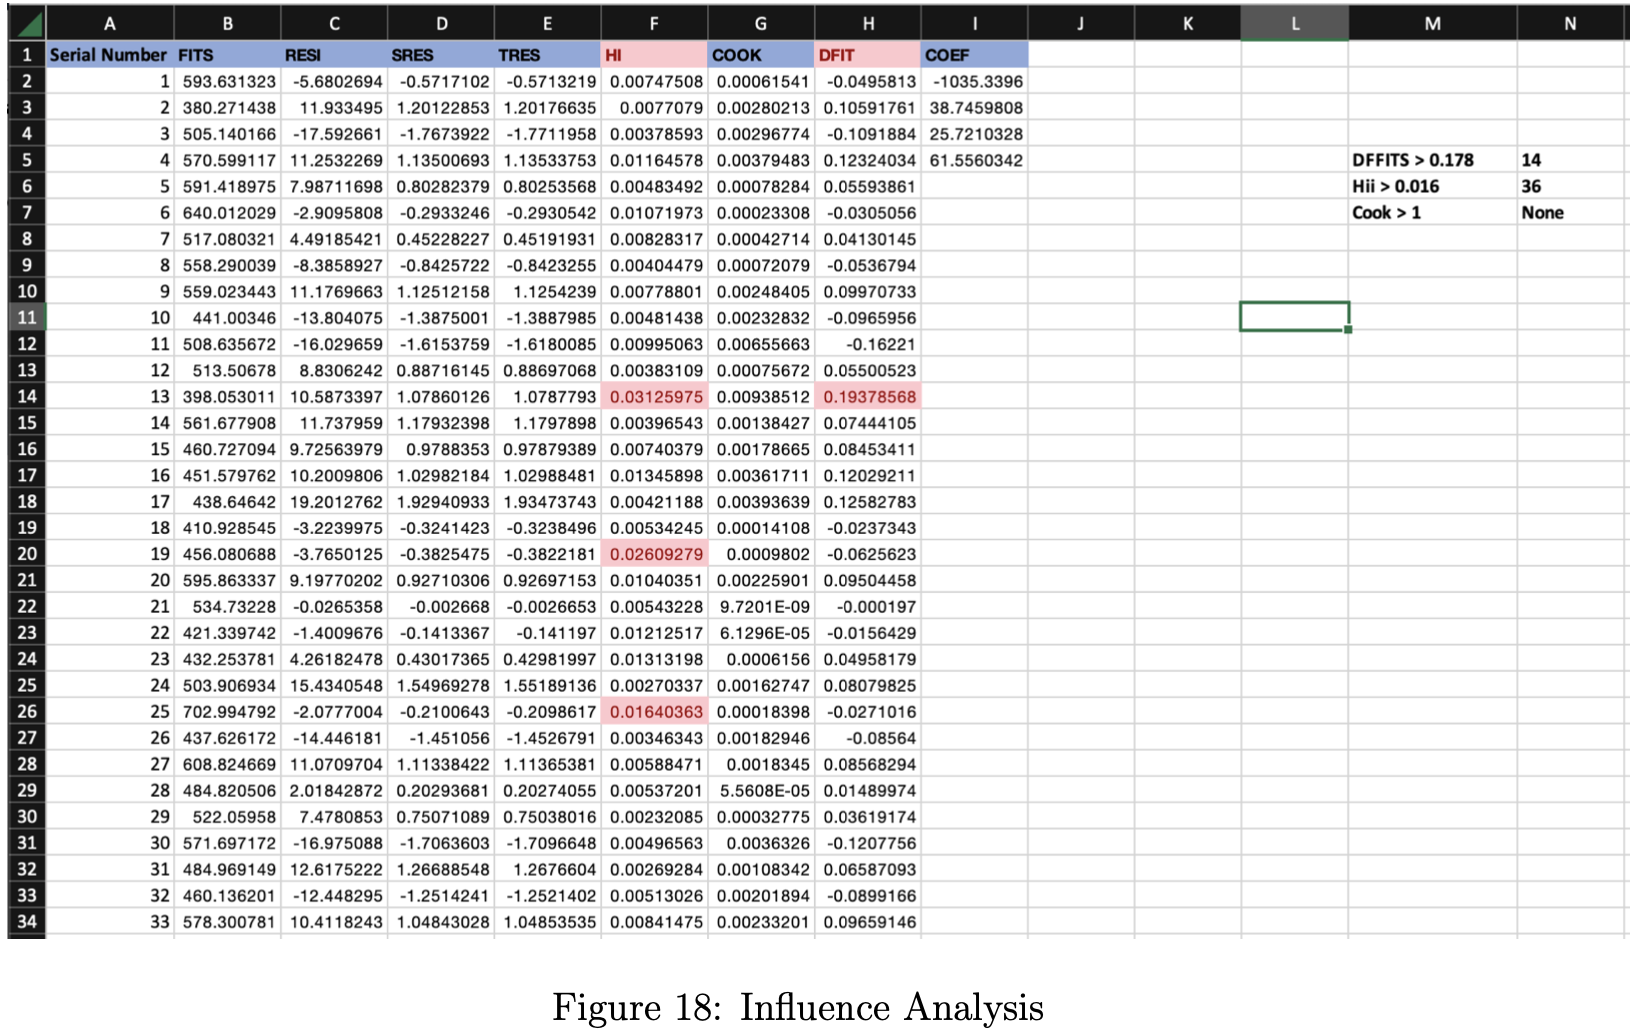 A B C D E F G H I J K L M N
1 Serial Number FITS RESI SRES TRES HI COOK DFIT COEF
2 1 593.631323 -5.6802694 -0.5717102 -0.5713219 0.00747508 0.00061541 -0.0495813 -1035.3396
3 2 380.271438 11.933495 1.20122853 1.20176635 0.0077079 0.00280213 0.10591761 38.7459808
4 3 505.140166 -17.592661 -1.7673922 -1.7711958 0.00378593 0.00296774 -0.1091884 25.7210328
5 4 570.599117 11.2532269 1.13500693 1.13533753 0.01164578 0.00379483 0.12324034 61.5560342 DFFITS > 0.178 14
6 5 591.418975 7.98711698 0.80282379 0.80253568 0.00483492 0.00078284 0.05593861 Hii > 0.016 36
7 6 640.012029 -2.9095808 -0.2933246 -0.2930542 0.01071973 0.00023308 -0.0305056 Cook > 1 None
8 7 517.080321 4.49185421 0.45228227 0.45191931 0.00828317 0.00042714 0.04130145
9 8 558.290039 -8.3858927 -0.8425722 -0.8423255 0.00404479 0.00072079 -0.0536794
10 9 559.023443 11.1769663 1.12512158 1.1254239 0.00778801 0.00248405 0.09970733
11 10 441.00346 -13.804075 -1.3875001 -1.3887985 0.00481438 0.00232832 -0.0965956
12 11 508.635672 -16.029659 -1.6153759 -1.6180085 0.00995063 0.00655663 -0.16221
13 12 513.50678 8.8306242 0.88716145 0.88697068 0.00383109 0.00075672 0.05500523
14 13 398.053011 10.5873397 1.07860126 1.0787793 0.03125975 0.00938512 0.19378568
15 14 561.677908 11.737959 1.17932398 1.1797898 0.00396543 0.00138427 0.07444105
16 15 460.727094 9.72563979 0.9788353 0.97879389 0.00740379 0.00178665 0.08453411
17 16 451.579762 10.2009806 1.02982184 1.02988481 0.01345898 0.00361711 0.12029211
18 17 438.64642 19.2012762 1.92940933 1.93473743 0.00421188 0.00393639 0.12582783
19 18 410.928545 -3.2239975 -0.3241423 -0.3238496 0.00534245 0.00014108 -0.0237343
20 19 456.080688 -3.7650125 -0.3825475 -0.3822181 0.02609279 0.0009802 -0.0625623
21 20 595.863337 9.19770202 0.92710306 0.92697153 0.01040351 0.00225901 0.09504458
22 21 534.73228 -0.0265358 -0.002668 -0.0026653 0.00543228 9.7201E-09 -0.000197
23 22 421.339742 -1.4009676 -0.1413367 -0.141197 0.01212517 6.1296E-05 -0.0156429
24 23 432.253781 4.26182478 0.43017365 0.42981997 0.01313198 0.0006156 0.04958179
25 24 503.906934 15.4340548 1.54969278 1.55189136 0.00270337 0.00162747 0.08079825
26 25 702.994792 -2.0777004 -0.2100643 -0.2098617 0.01640363 0.00018398 -0.0271016
27 26 437.626172 -14.446181 -1.451056 -1.4526791 0.00346343 0.00182946 -0.08564
28 27 608.824669 11.0709704 1.11338422 1.11365381 0.00588471 0.0018345 0.08568294
29 28 484.820506 2.01842872 0.20293681 0.20274055 0.00537201 5.5608E-05 0.01489974
30 29 522.05958 7.4780853 0.75071089 0.75038016 0.00232085 0.00032775 0.03619174
31 30 571.697172 -16.975088 -1.7063603 -1.7096648 0.00496563 0.0036326 -0.1207756
32 31 484.969149 12.6175222 1.26688548 1.2676604 0.00269284 0.00108342 0.06587093
33 32 460.136201 -12.448295 -1.2514241 -1.2521402 0.00513026 0.00201894 -0.0899166
34 33 578.300781 10.4118243 1.04843028 1.04853535 0.00841475 0.00233201 0.09659146
Figure 18: Influence Analysis